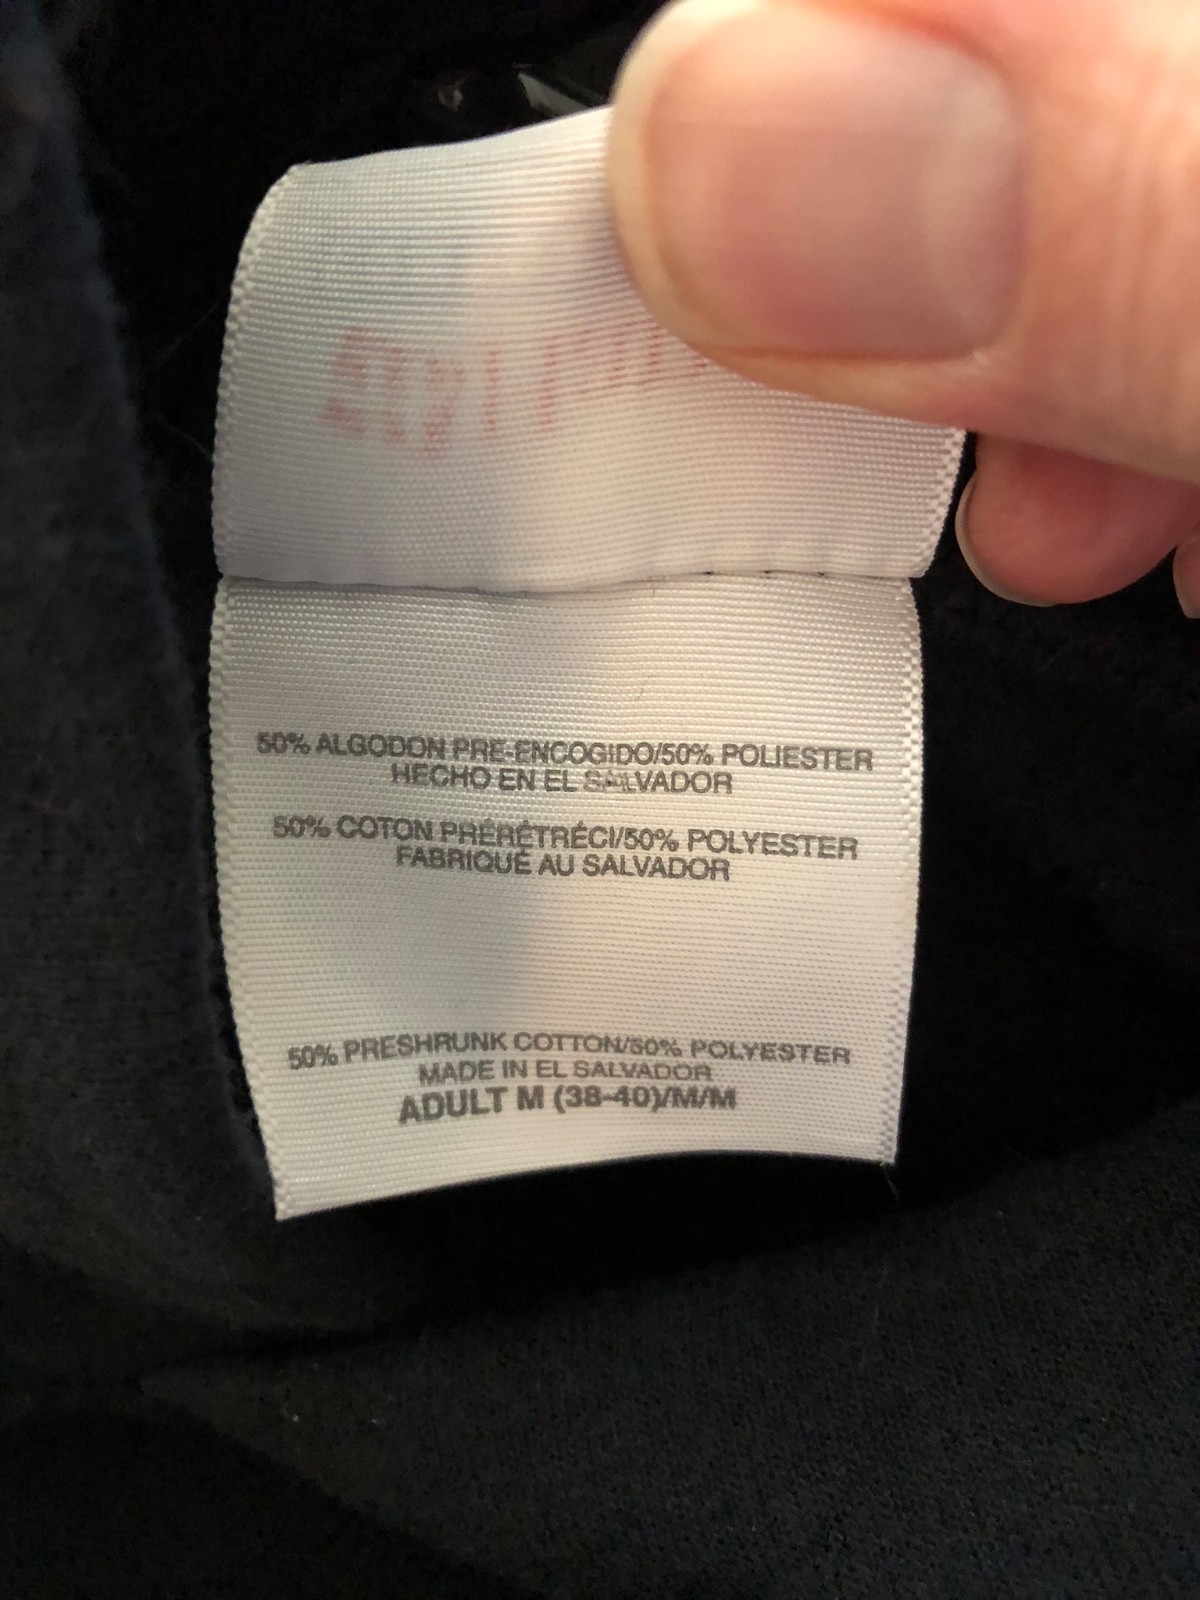 50% ALGODON PRE-ENCOGIDO/50% POLIESTER
HECHO EN EL SALVADOR
50% COTON PRÉRÉTRÉCI/50% POLYESTER
FABRIQUÉ AU SALVADOR
50% PRESHRUNK COTTON/50% POLYESTER
MADE IN EL SALVADOR
ADULT M (38-40)/M/M